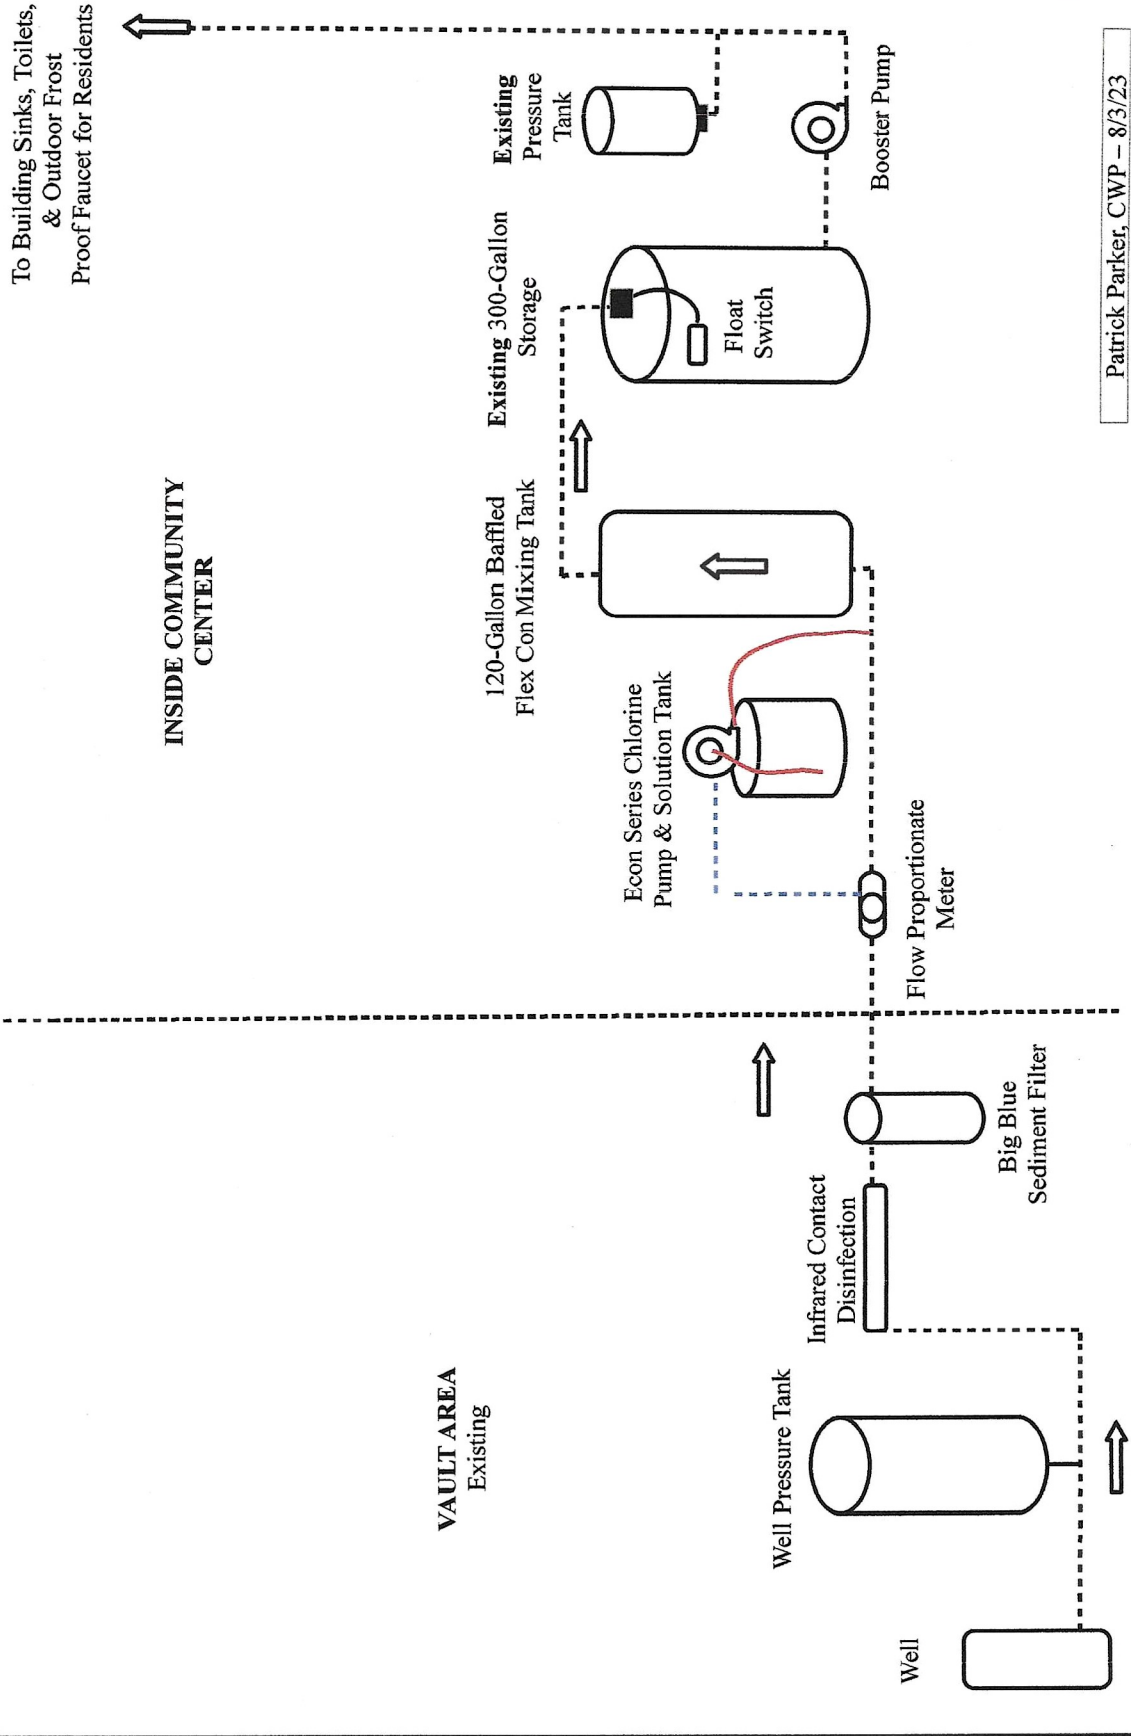 To Building Sinks, Toilets,
& Outdoor Frost
Proof Faucet for Residents
INSIDE COMMUNITY
CENTER
VAULT AREA
Existing
Existing
Pressure
Tank
Existing 300-Gallon
Storage
120-Gallon Baffled
Flex Con Mixing Tank
Econ Series Chlorine
Pump & Solution Tank
Float
Switch
Booster Pump
Flow Proportionate
Meter
Infrared Contact
Disinfection
Big Blue
Sediment Filter
Well Pressure Tank
Well
Patrick Parker, CWP – 8/3/23